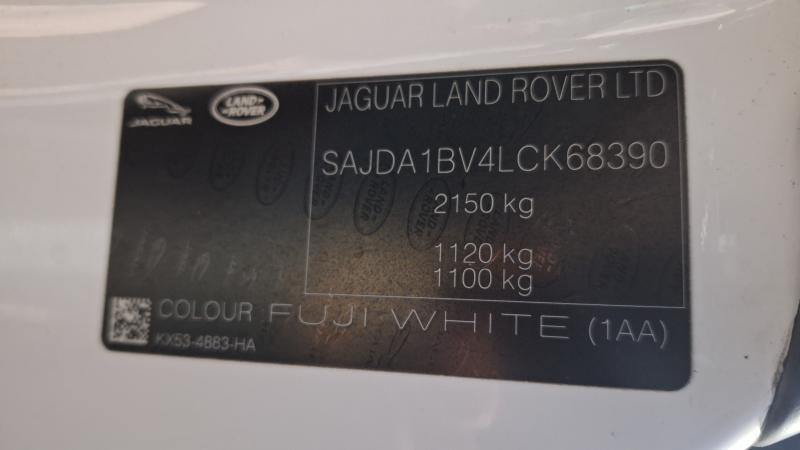 JAGUAR
LAND ROVER
JAGUAR LAND ROVER LTD
SAJDA1BV4LCK68390
2150 kg
1120 kg
1100 kg
COLOUR FUJI WHITE (1AA)
KX53-4883-HA